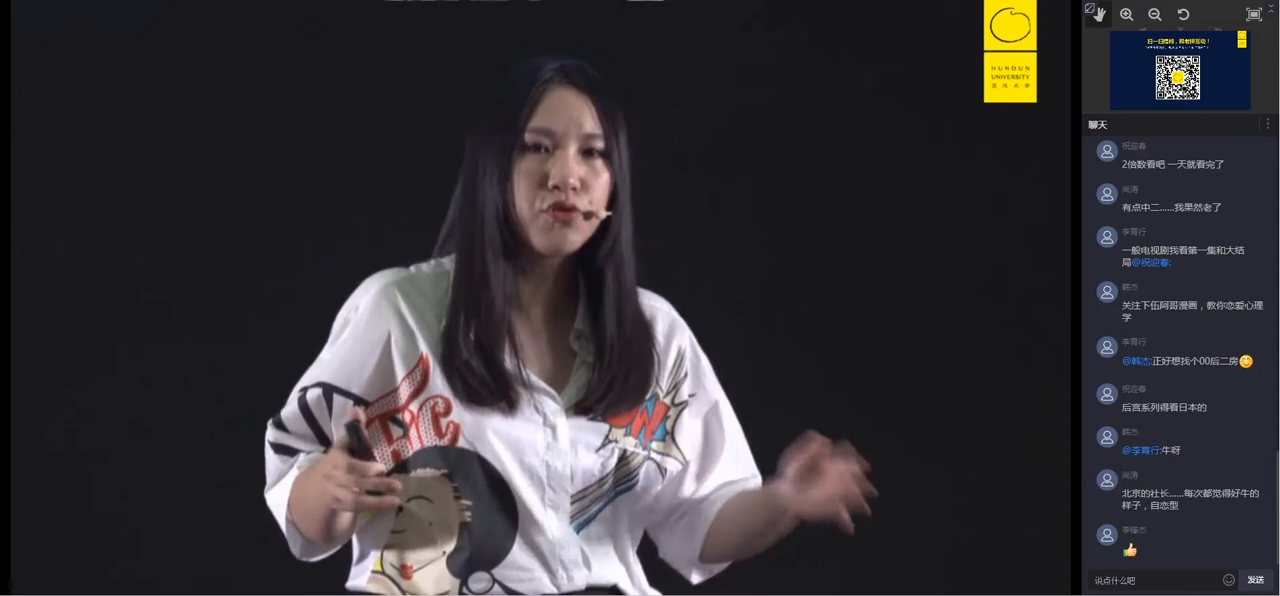 HUNDUN
UNIVERSITY
混沌大学
聊天
祝迎春
2倍数看吧 一天就看完了
尚涛
有点中二......我果然老了
李育行
一般电视剧我看第一集和大结
局@祝迎春:
韩杰
关注下伍阿哥漫画，教你恋爱心理
学
李育行
@韩杰:正好想找个00后二房
祝迎春
后宫系列得看日本的
韩杰
@李育行:牛呀
尚涛
北京的社长......每次都觉得好牛的
样子，自恋型
李锋杰
说点什么吧
发送